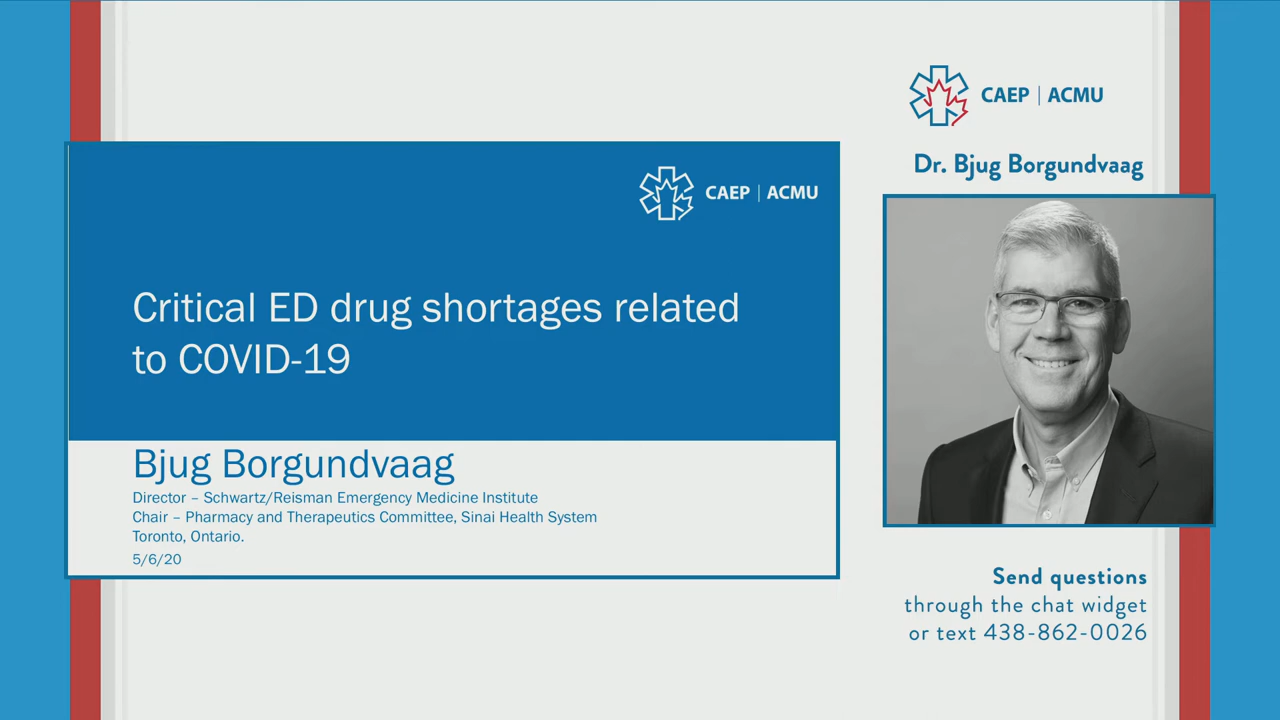 CAEP | ACMU
Critical ED drug shortages related
to COVID-19
Bjug Borgundvaag
Director – Schwartz/Reisman Emergency Medicine Institute
Chair – Pharmacy and Therapeutics Committee, Sinai Health System
Toronto, Ontario.
5/6/20
CAEP | ACMU
Dr. Bjug Borgundvaag
Send questions
through the chat widget
or text 438-862-0026